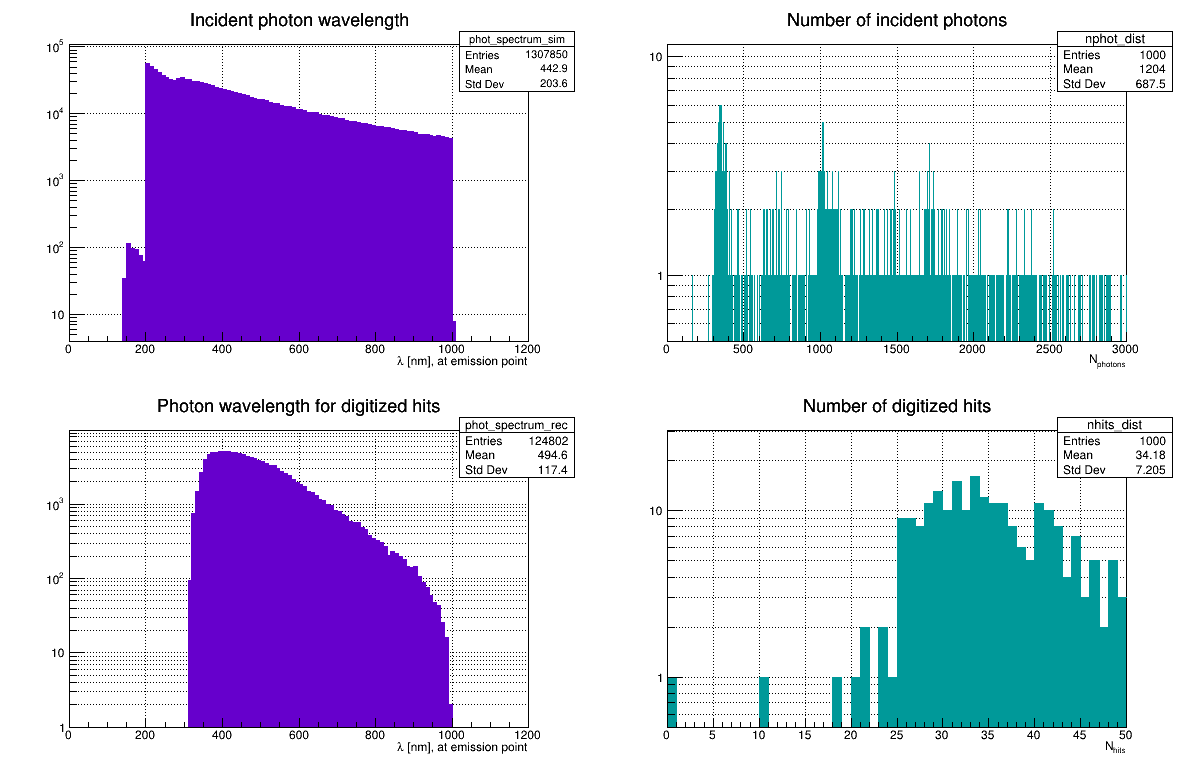 Incident photon wavelength
phot_spectrum_sim
Entries 1307850
Mean 442.9
Std Dev 203.6
10^5
10^4
10^3
10^2
10
0 200 400 600 800 1000 1200
λ [nm], at emission point
Number of incident photons
nphot_dist
Entries 1000
Mean 1204
Std Dev 687.5
10
1
0 500 1000 1500 2000 2500 3000
N_photons
Photon wavelength for digitized hits
phot_spectrum_rec
Entries 124802
Mean 494.6
Std Dev 117.4
10^3
10^2
10
1
0 200 400 600 800 1000 1200
λ [nm], at emission point
Number of digitized hits
nhits_dist
Entries 1000
Mean 34.18
Std Dev 7.205
10
1
0 5 10 15 20 25 30 35 40 45 50
N_hits